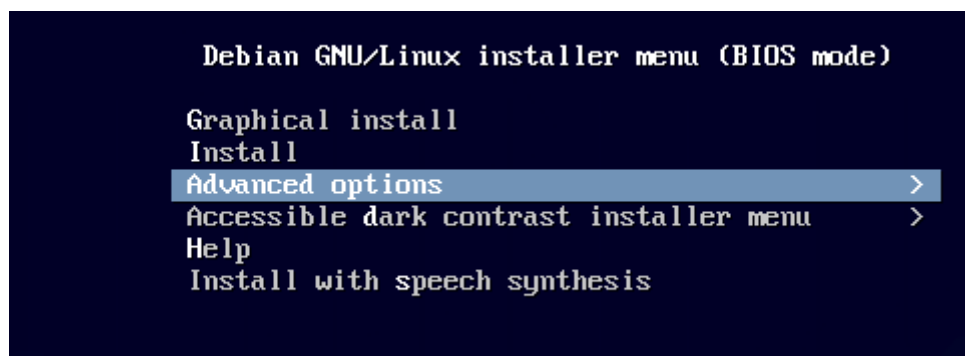 Debian GNU/Linux installer menu (BIOS mode)
Graphical install
Install
Advanced options >
Accessible dark contrast installer menu >
Help
Install with speech synthesis